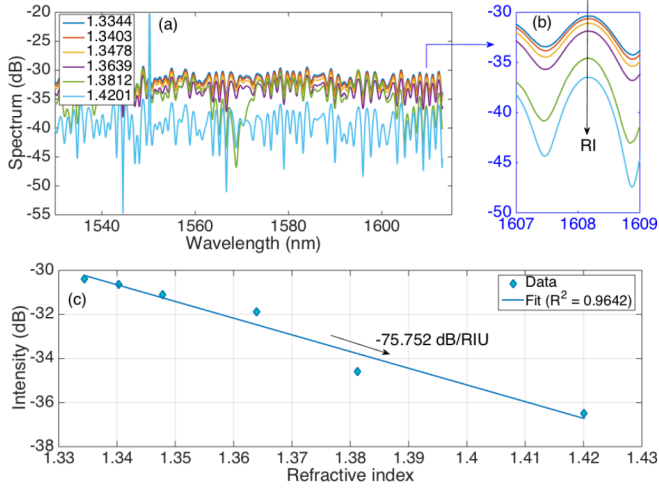 -20
-25
-30
-35
-40
-45
-50
-55
Spectrum (dB)
1.3344
1.3403
1.3478
1.3639
1.3812
1.4201
(a)
1540 1560 1580 1600
Wavelength (nm)
(b)
-30
-35
-40
-45
-50
RI
1607 1608 1609
-30
-32
-34
-36
-38
Intensity (dB)
(c)
-75.752 dB/RIU
Data
Fit (R² = 0.9642)
1.33 1.34 1.35 1.36 1.37 1.38 1.39 1.4 1.41 1.42 1.43
Refractive index